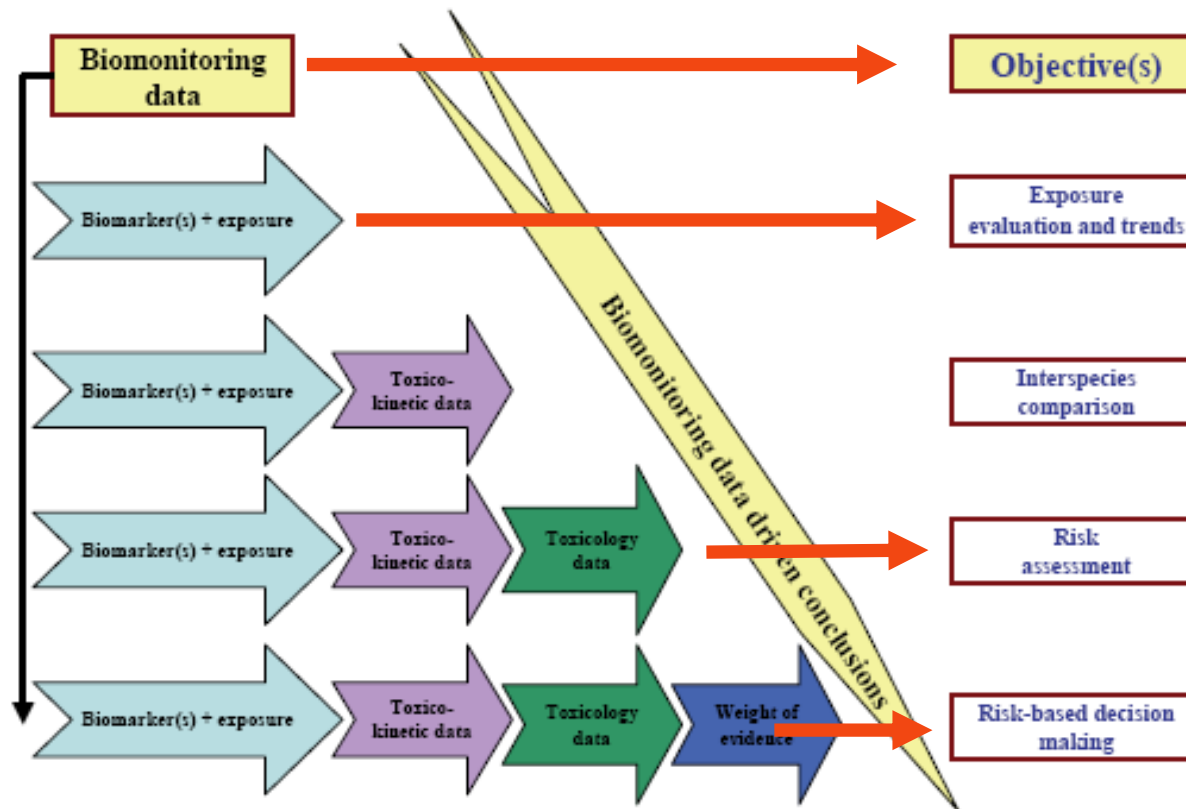 Biomonitoring
data
Objective(s)
Biomarker(s) + exposure
Exposure
evaluation and trends
Biomarker(s) + exposure
Toxico-
kinetic data
Interspecies
comparison
Biomarker(s) + exposure
Toxico-
kinetic data
Toxicology
data
Risk
assessment
Biomarker(s) + exposure
Toxico-
kinetic data
Toxicology
data
Weight of
evidence
Risk-based decision
making
Biomonitoring data driven conclusions